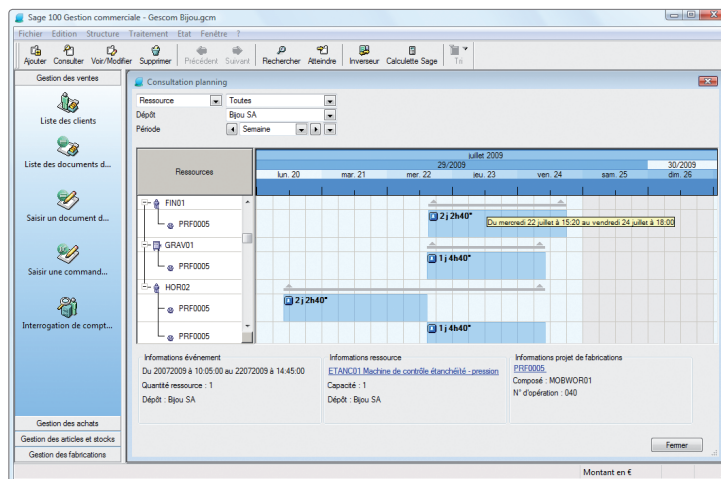 Sage 100 Gestion commerciale - Gescom Bijou.gcm
Fichier Edition Structure Traitement Etat Fenêtre ?
Ajouter Consulter Voir/Modifier Supprimer Précédent Suivant Rechercher Atteindre Inverseur Calculette Sage Tri
Gestion des ventes
Liste des clients
Liste des documents d...
Saisir un document d...
Saisir une command...
Interrogation de compt...
Gestion des achats
Gestion des articles et stocks
Gestion des fabrications
Consultation planning
Ressource Toutes
Dépôt Bijou SA
Période Semaine
Ressources
juillet 2009
29/2009 30/2009
lun. 20 mar. 21 mer. 22 jeu. 23 ven. 24 sam. 25 dim. 26
FIN01
PRF0005
2 j 2h40"
Du mercredi 22 juillet à 15:20 au vendredi 24 juillet à 18:00
GRAV01
PRF0005
1 j 4h40"
HOR02
PRF0005
2 j 2h40"
PRF0005
1 j 4h40"
Informations événement
Du 20072009 à 10:05:00 au 22072009 à 14:45:00
Quantité ressource : 1
Dépôt : Bijou SA
Informations ressource
ETANC01 Machine de contrôle étanchéité - pression
Capacité : 1
Dépôt : Bijou SA
Informations projet de fabrications
PRF0005
Composé : MOBWOR01
N° d'opération : 040
Fermer
Montant en €